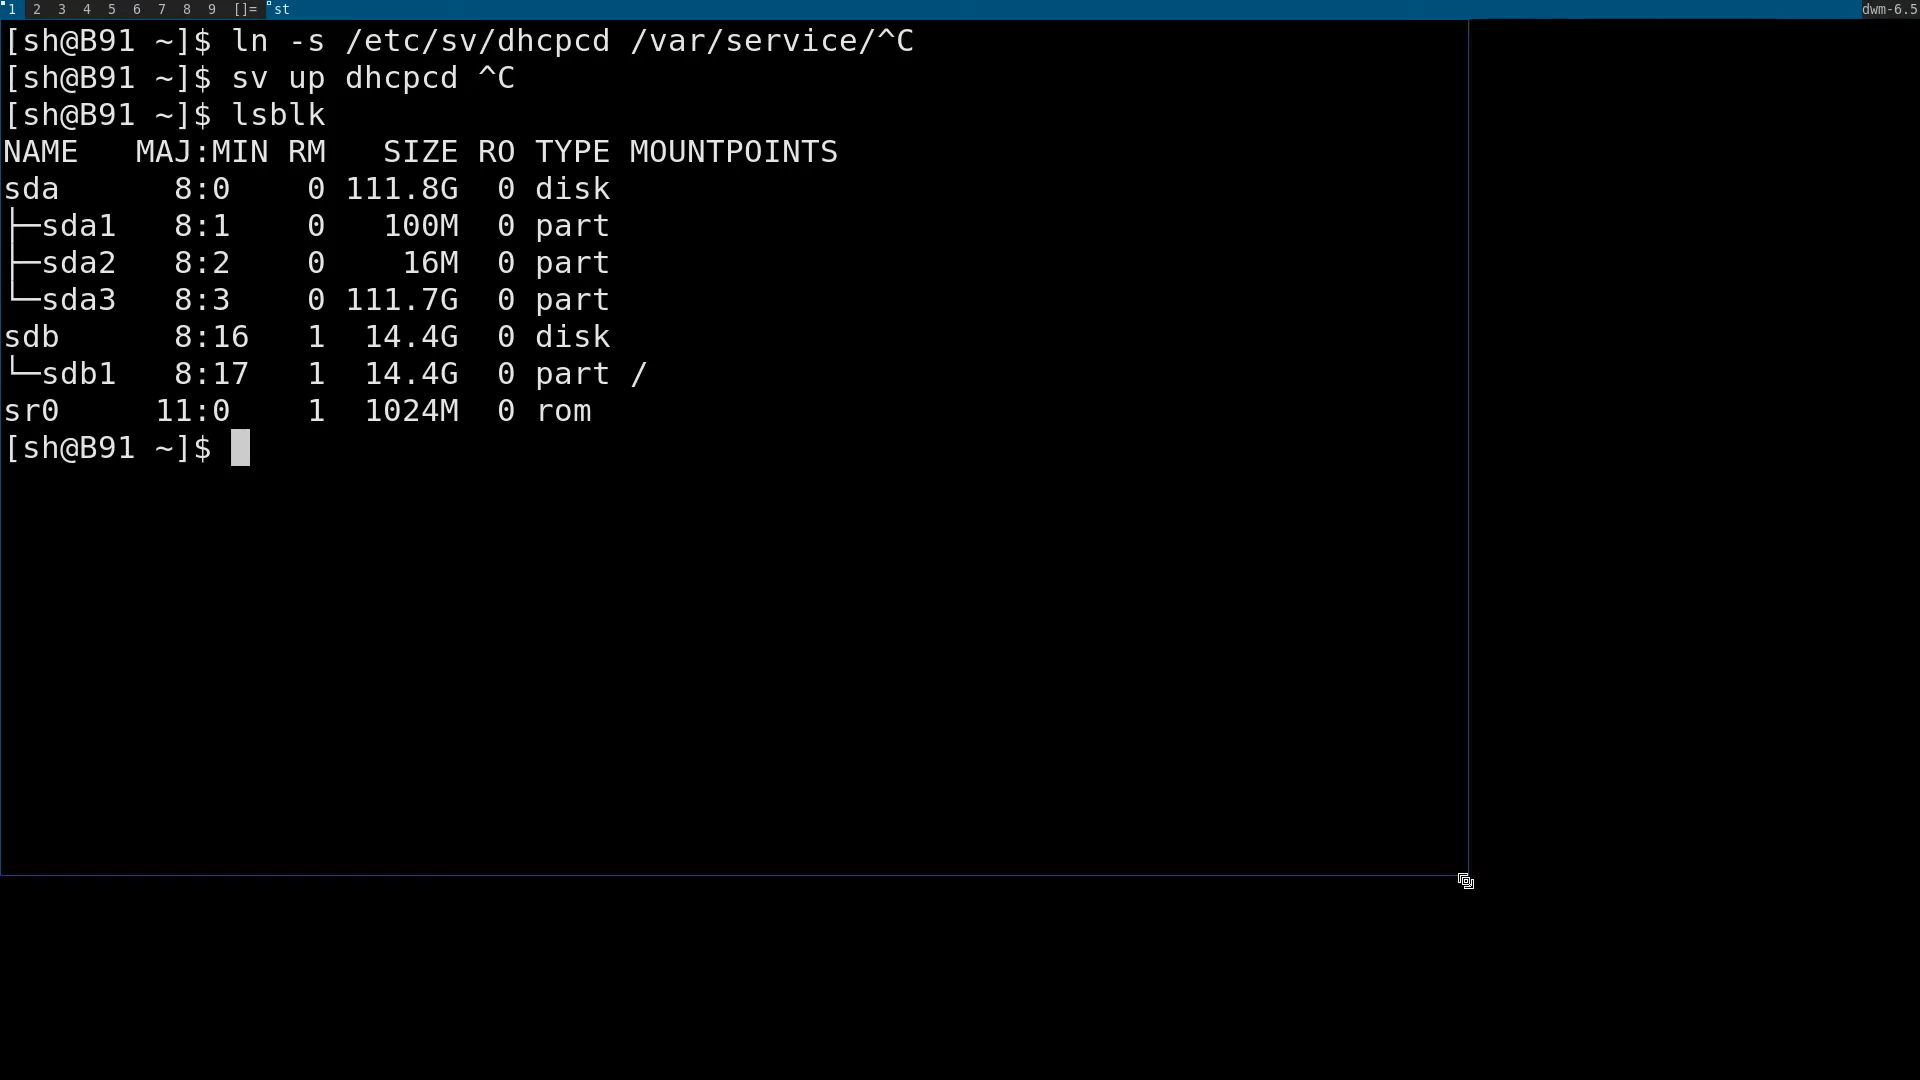 1 2 3 4 5 6 7 8 9 []= st dwm-6.5
[sh@B91 ~]$ ln -s /etc/sv/dhcpcd /var/service/^C
[sh@B91 ~]$ sv up dhcpcd ^C
[sh@B91 ~]$ lsblk
NAME   MAJ:MIN RM   SIZE RO TYPE MOUNTPOINTS
sda      8:0    0 111.8G  0 disk
├─sda1   8:1    0   100M  0 part
├─sda2   8:2    0    16M  0 part
└─sda3   8:3    0 111.7G  0 part
sdb      8:16   1  14.4G  0 disk
└─sdb1   8:17   1  14.4G  0 part /
sr0     11:0    1  1024M  0 rom
[sh@B91 ~]$